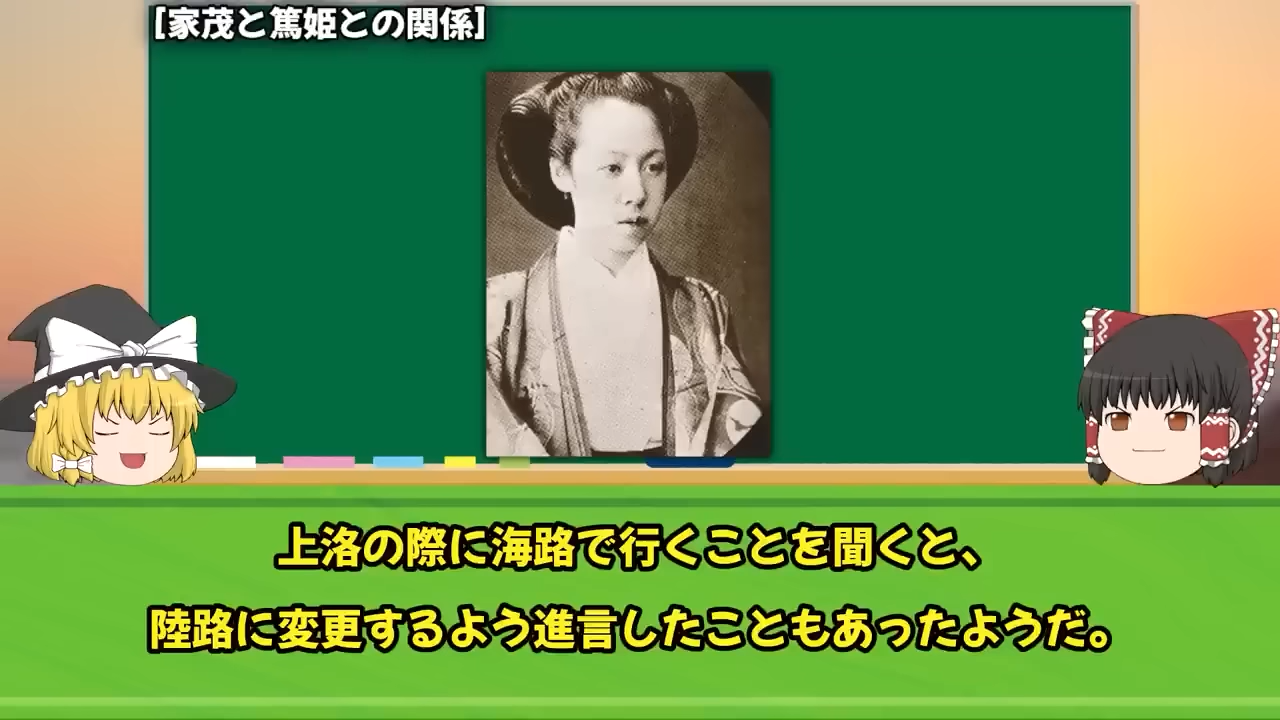 [家茂と篤姫との関係]
上洛の際に海路で行くことを聞くと、
陸路に変更するよう進言したこともあったようだ。